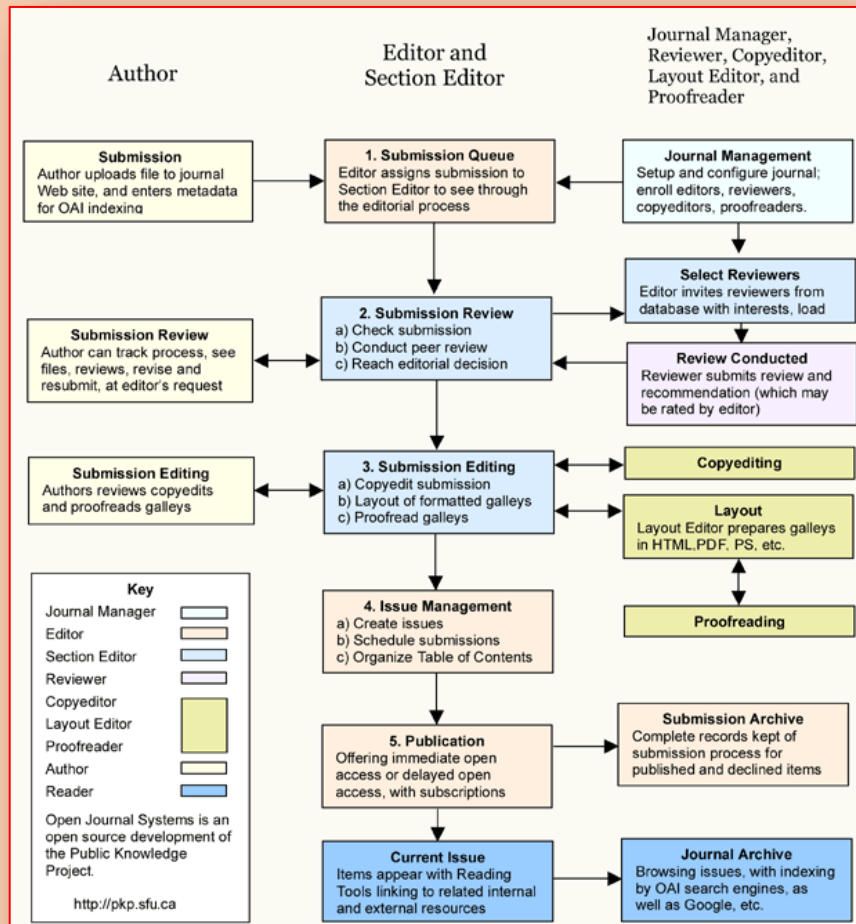 Author
Editor and
Section Editor
Journal Manager,
Reviewer, Copyeditor,
Layout Editor, and
Proofreader
Submission
Author uploads file to journal
Web site, and enters metadata
for OAI indexing
1. Submission Queue
Editor assigns submission to
Section Editor to see through
the editorial process
Journal Management
Setup and configure journal;
enroll editors, reviewers,
copyeditors, proofreaders.
Select Reviewers
Editor invites reviewers from
database with interests, load
Submission Review
Author can track process, see
files, reviews, revise and
resubmit, at editor's request
2. Submission Review
a) Check submission
b) Conduct peer review
c) Reach editorial decision
Review Conducted
Reviewer submits review and
recommendation (which may
be rated by editor)
Submission Editing
Authors reviews copyedits
and proofreads galleys
3. Submission Editing
a) Copyedit submission
b) Layout of formatted galleys
c) Proofread galleys
Copyediting
Layout
Layout Editor prepares galleys
in HTML,PDF, PS, etc.
Proofreading
Key
Journal Manager
Editor
Section Editor
Reviewer
Copyeditor
Layout Editor
Proofreader
Author
Reader
Open Journal Systems is an
open source development of
the Public Knowledge
Project.
http://pkp.sfu.ca
4. Issue Management
a) Create issues
b) Schedule submissions
c) Organize Table of Contents
5. Publication
Offering immediate open
access or delayed open
access, with subscriptions
Submission Archive
Complete records kept of
submission process for
published and declined items
Current Issue
Items appear with Reading
Tools linking to related internal
and external resources
Journal Archive
Browsing issues, with indexing
by OAI search engines, as
well as Google, etc.